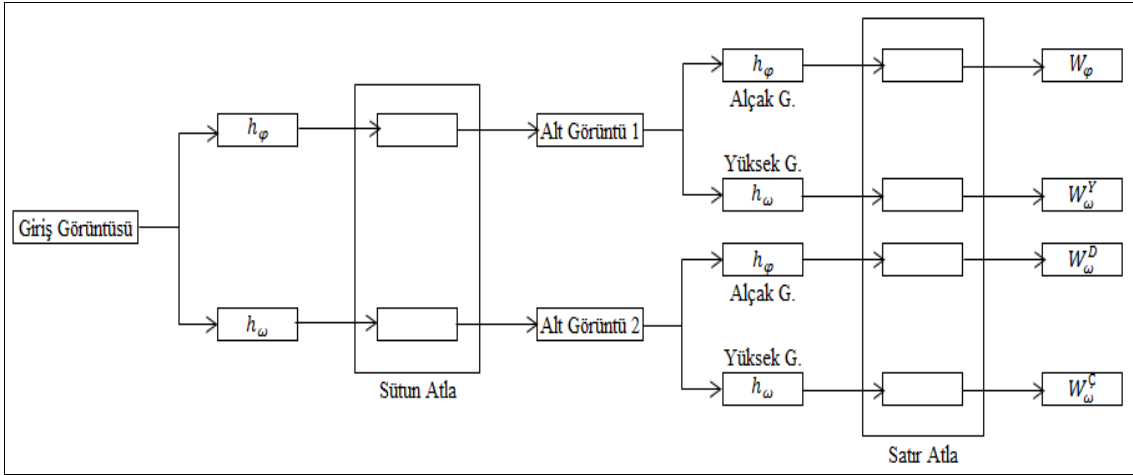 Giriş Görüntüsü
h_φ
h_ω
Sütun Atla
Alt Görüntü 1
Alt Görüntü 2
h_φ
Alçak G.
Yüksek G.
h_ω
h_φ
Alçak G.
Yüksek G.
h_ω
Satır Atla
W_φ
W_ω^Y
W_ω^D
W_ω^Ç